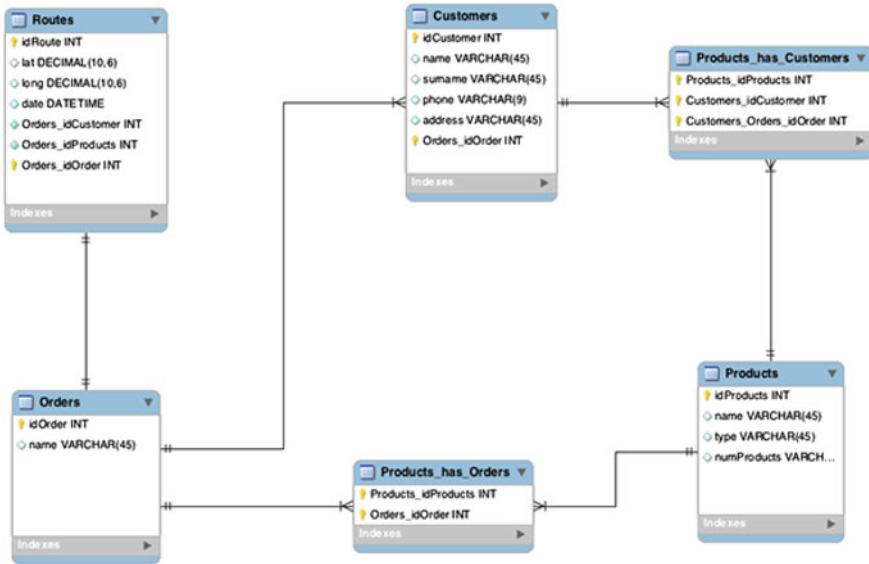 Routes
idRoute INT
lat DECIMAL(10,6)
long DECIMAL(10,6)
date DATETIME
Orders_idCustomer INT
Orders_idProducts INT
Orders_idOrder INT
Indexes
Customers
idCustomer INT
name VARCHAR(45)
surname VARCHAR(45)
phone VARCHAR(9)
address VARCHAR(45)
Orders_idOrder INT
Indexes
Products_has_Customers
Products_idProducts INT
Customers_idCustomer INT
Customers_Orders_idOrder INT
Indexes
Orders
idOrder INT
name VARCHAR(45)
Indexes
Products_has_Orders
Products_idProducts INT
Orders_idOrder INT
Indexes
Products
idProducts INT
name VARCHAR(45)
type VARCHAR(45)
numProducts VARCH...
Indexes